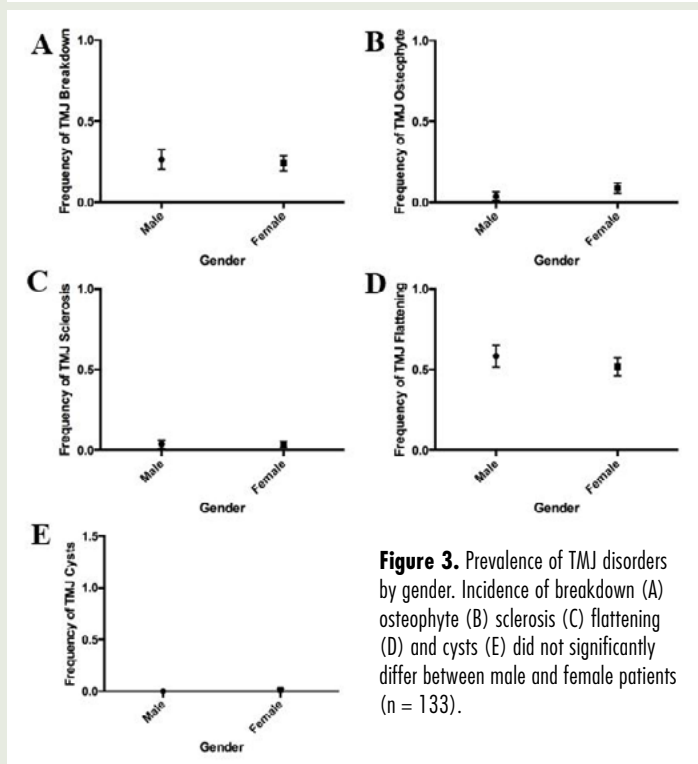 A
Frequency of TMJ Breakdown
1.0
0.5
0.0
Male
Female
Gender
B
Frequency of TMJ Osteophyte
1.0
0.5
0.0
Male
Female
Gender
C
Frequency of TMJ Sclerosis
1.0
0.5
0.0
Male
Female
Gender
D
Frequency of TMJ Flattening
1.0
0.5
0.0
Male
Female
Gender
E
Frequency of TMJ Cysts
1.5
1.0
0.5
0.0
Male
Female
Gender
Figure 3. Prevalence of TMJ disorders
by gender. Incidence of breakdown (A)
osteophyte (B) sclerosis (C) flattening
(D) and cysts (E) did not significantly
differ between male and female patients
(n = 133).